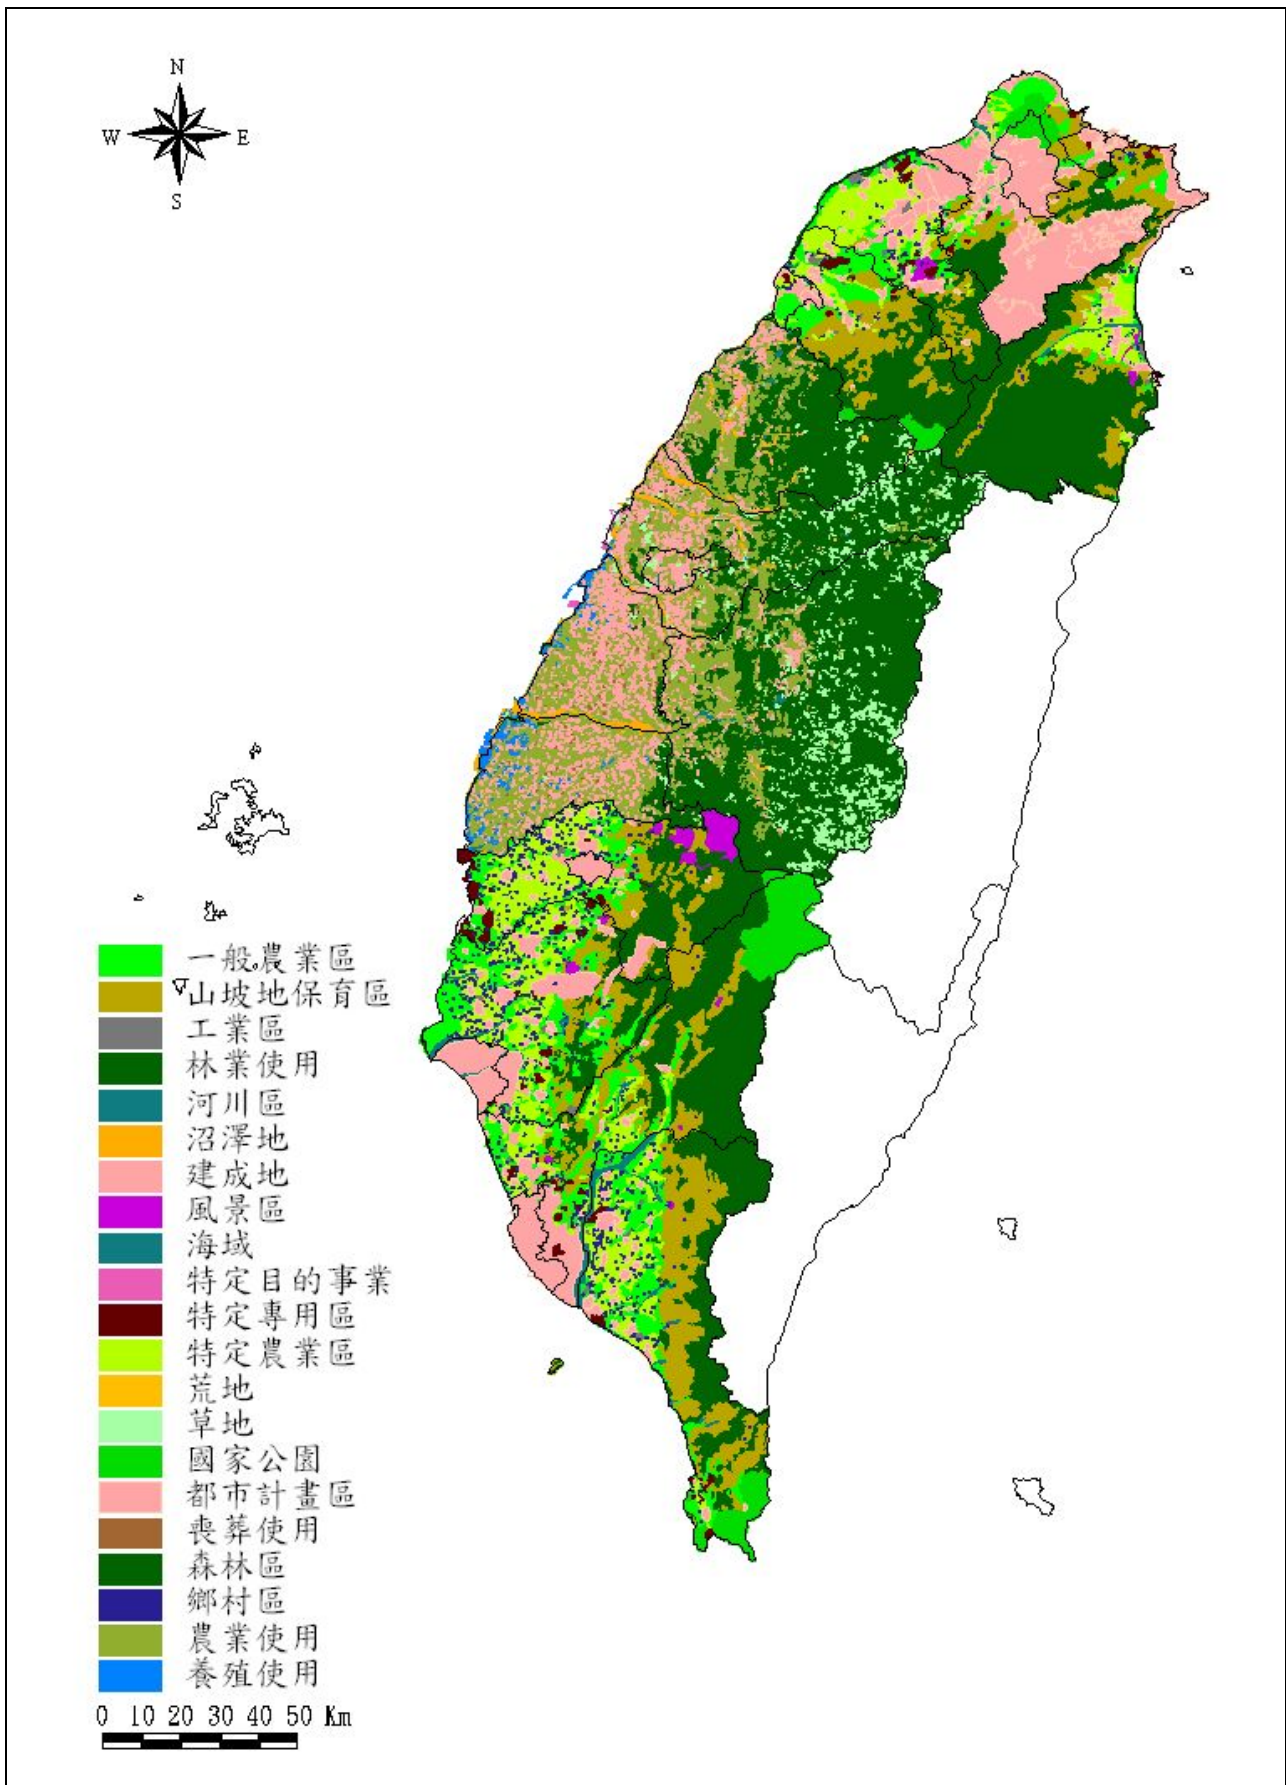 N
W E
S
一般農業區
山坡地保育區
工業區
林業使用
河川區
沼澤地
建成地
風景區
海域
特定目的事業
特定專用區
特定農業區
荒地
草地
國家公園
都市計畫區
喪葬使用
森林區
鄉村區
農業使用
養殖使用
0 10 20 30 40 50 Km